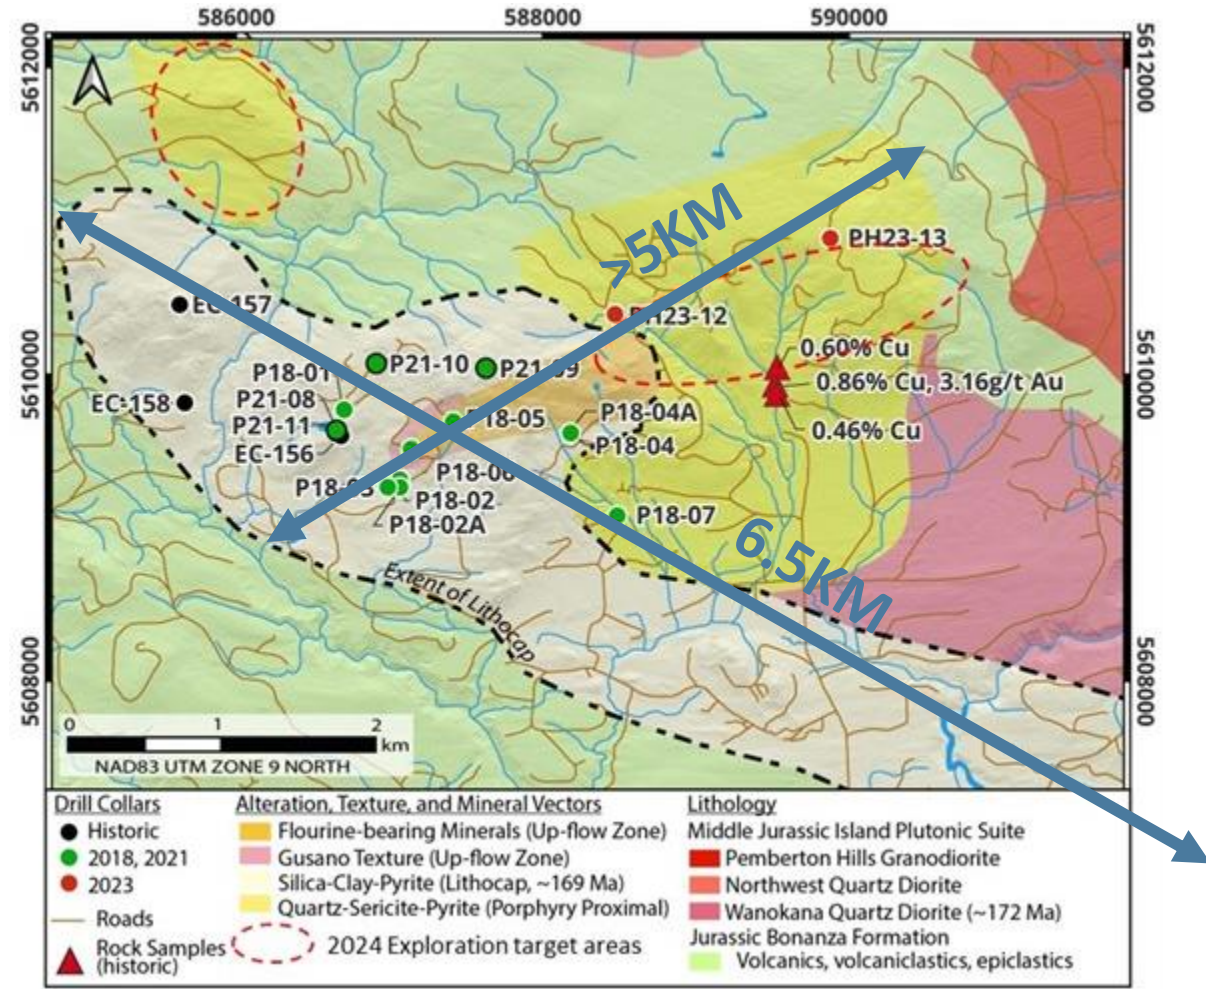 586000 588000 590000
5612000
5612000
>5KM
PH23-13
EC-157
PH23-12
P21-10
P21-09
P18-01
0.60% Cu
EC-158
P21-08
0.86% Cu, 3.16g/t Au
P18-05
P18-04A
5610000
5610000
P21-11
0.46% Cu
EC-156
P18-04
P18-06
P18-03
P18-02
P18-07
P18-02A
6.5KM
Extent of Lithocap
5608000
5608000
0 1 2
km
NAD83 UTM ZONE 9 NORTH
Drill Collars
Historic
2018, 2021
2023
Roads
Rock Samples
(historic)
Alteration, Texture, and Mineral Vectors
Flourine-bearing Minerals (Up-flow Zone)
Gusano Texture (Up-flow Zone)
Silica-Clay-Pyrite (Lithocap, ~169 Ma)
Quartz-Sericite-Pyrite (Porphyry Proximal)
2024 Exploration target areas
Lithology
Middle Jurassic Island Plutonic Suite
Pemberton Hills Granodiorite
Northwest Quartz Diorite
Wanokana Quartz Diorite (~172 Ma)
Jurassic Bonanza Formation
Volcanics, volcaniclastics, epiclastics